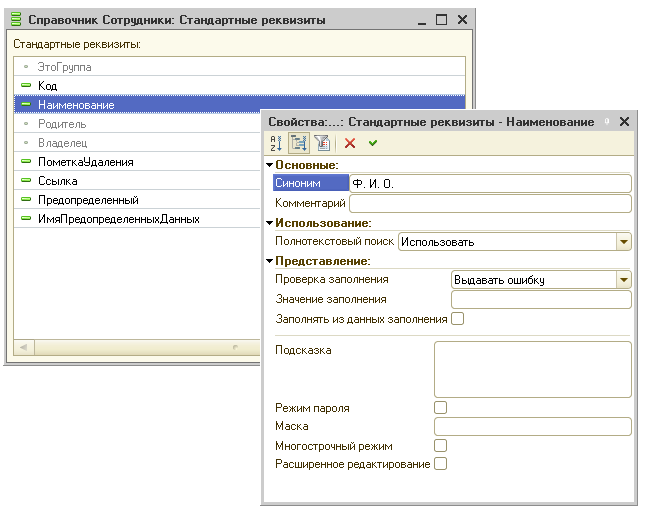 Справочник Сотрудники: Стандартные реквизиты
Стандартные реквизиты:
ЭтоГруппа
Код
Наименование
Родитель
Владелец
ПометкаУдаления
Ссылка
Предопределенный
ИмяПредопределенныхДанных
Свойства:...: Стандартные реквизиты - Наименование
Основные:
Синоним Ф. И. О.
Комментарий
Использование:
Полнотекстовый поиск Использовать
Представление:
Проверка заполнения Выдавать ошибку
Значение заполнения
Заполнять из данных заполнения
Подсказка
Режим пароля
Маска
Многострочный режим
Расширенное редактирование